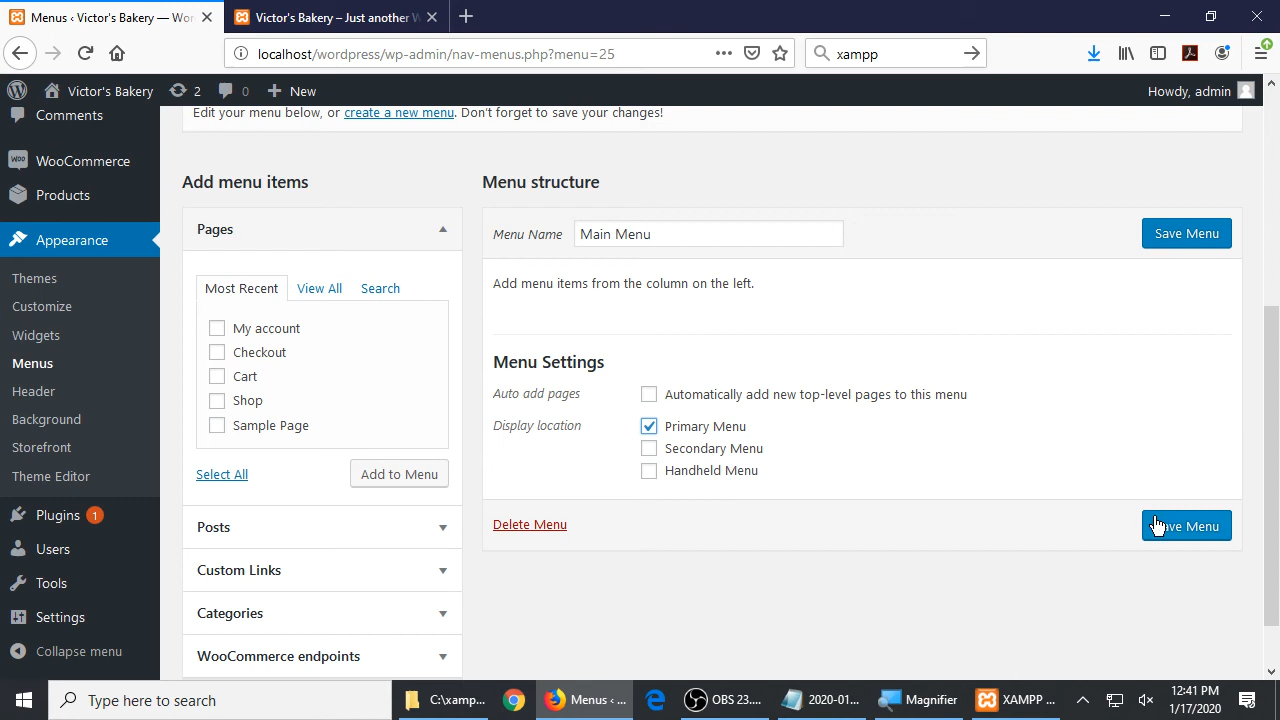 Menus ‹ Victor's Bakery — Wor
Victor's Bakery – Just another W
localhost/wordpress/wp-admin/nav-menus.php?menu=25
xampp
Victor's Bakery
2
0
New
Howdy, admin
Comments
WooCommerce
Products
Appearance
Themes
Customize
Widgets
Menus
Header
Background
Storefront
Theme Editor
Plugins 1
Users
Tools
Settings
Collapse menu
Edit your menu below, or create a new menu. Don't forget to save your changes!
Add menu items
Pages
Most Recent
View All
Search
My account
Checkout
Cart
Shop
Sample Page
Select All
Add to Menu
Posts
Custom Links
Categories
WooCommerce endpoints
Menu structure
Menu Name
Main Menu
Save Menu
Add menu items from the column on the left.
Menu Settings
Auto add pages
Automatically add new top-level pages to this menu
Display location
Primary Menu
Secondary Menu
Handheld Menu
Delete Menu
Save Menu
Type here to search
C:\xamp...
Menus ‹ ...
OBS 23....
2020-01...
Magnifier
XAMPP ...
12:41 PM
1/17/2020